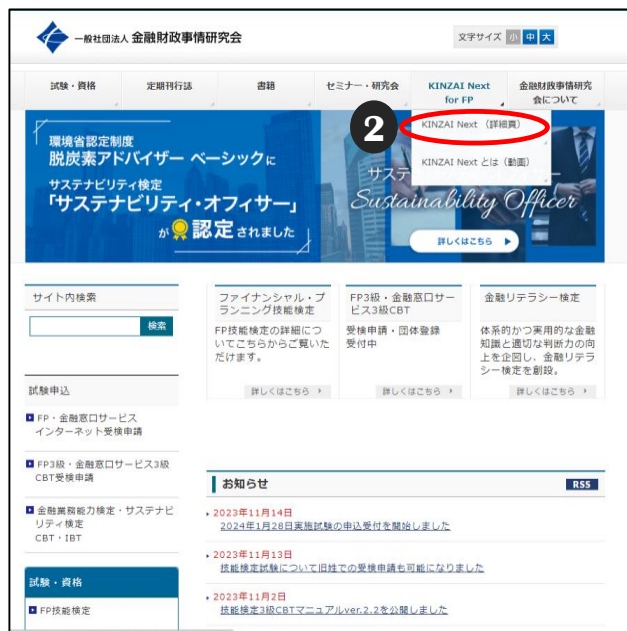 一般社団法人 金融財政事情研究会
文字サイズ 小 中 大
試験・資格
定期刊行誌
書籍
セミナー・研究会
KINZAI Next
for FP
金融財政事情研究
会について
2
KINZAI Next （詳細頁）
KINZAI Next とは（動画）
環境省認定制度
脱炭素アドバイザー ベーシックに
サステナビリティ検定
「サステナビリティ・オフィサー」
が 認定 されました
サステ
ー
Sustainability Officer
詳しくはこちら
サイト内検索
検索
試験申込
FP・金融窓口サービス
インターネット受検申請
FP3級・金融窓口サービス3級
CBT受検申請
金融業務能力検定・サステナビ
リティ検定
CBT・IBT
試験・資格
FP技能検定
ファイナンシャル・プ
ランニング技能検定
FP技能検定の詳細につ
いてこちらからご覧いた
だけます。
詳しくはこちら
FP3級・金融窓口サー
ビス3級CBT
受検申請・団体登録
受付中
詳しくはこちら
金融リテラシー検定
体系的かつ実用的な金融
知識と適切な判断力の向
上を企図し、金融リテラ
シー検定を創設。
詳しくはこちら
お知らせ
RSS
2023年11月14日
2024年1月28日実施試験の申込受付を開始しました
2023年11月13日
技能検定試験について旧姓での受検申請も可能になりました
2023年11月2日
技能検定3級CBTマニュアルver.2.2を公開しました